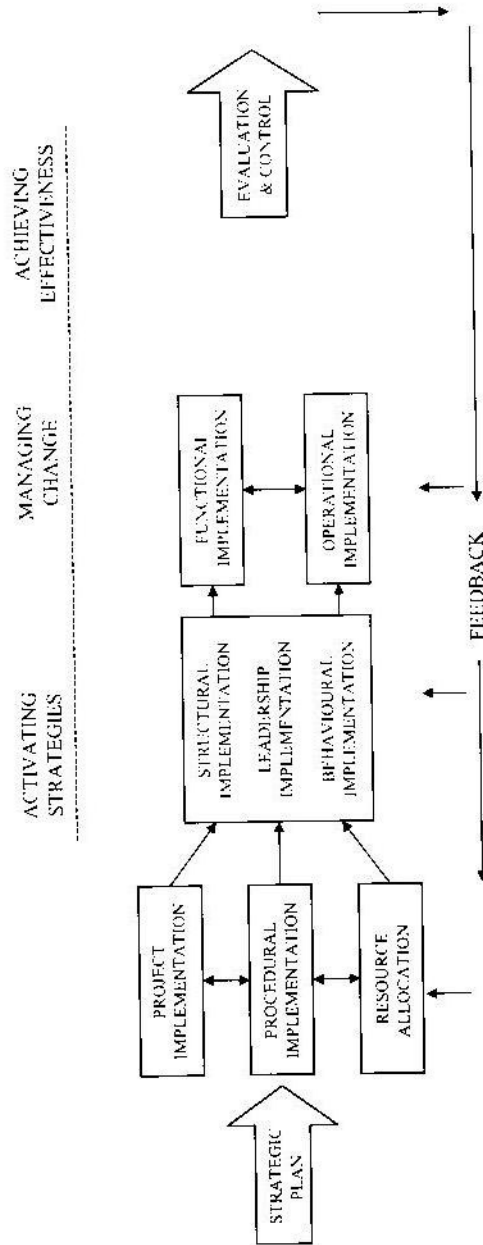 ACTIVATING
STRATEGIES
MANAGING
CHANGE
ACHIEVING
EFFECTIVENESS
STRATEGIC
PLAN
PROJECT
IMPLEMENTATION
PROCEDURAL
IMPLEMENTATION
RESOURCE
ALLOCATION
STRUCTURAL
IMPLEMENTATION
LEADERSHIP
IMPLEMENTATION
BEHAVIOURAL
IMPLEMENTATION
FUNCTIONAL
IMPLEMENTATION
OPERATIONAL
IMPLEMENTATION
EVALUATION
& CONTROL
FEEDBACK